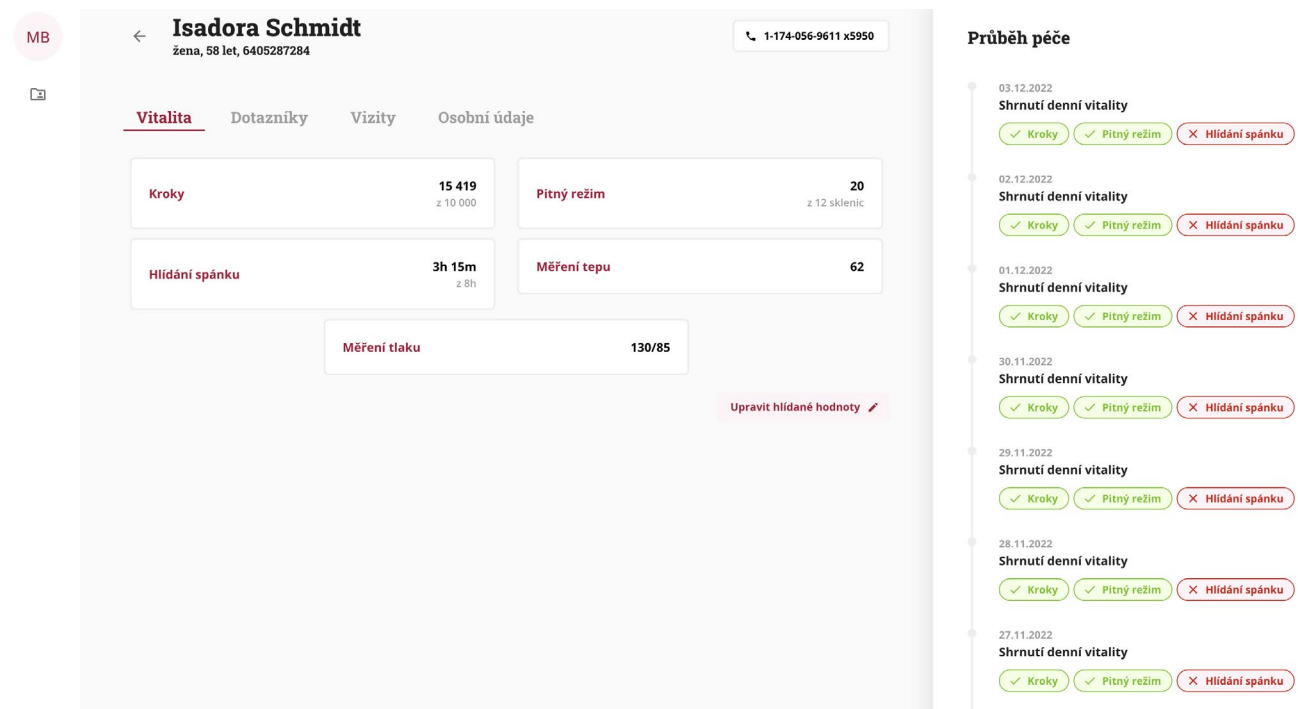 MB
Isadora Schmidt
žena, 58 let, 6405287284
1-174-056-9611 x5950
Vitalita
Dotazníky
Vizity
Osobní údaje
Kroky
15 419
z 10 000
Pitný režim
20
z 12 sklenic
Hlídání spánku
3h 15m
z 8h
Měření tepu
62
Měření tlaku
130/85
Upravit hlídané hodnoty
Průběh péče
03.12.2022
Shrnutí denní vitality
Kroky Pitný režim Hlídání spánku
02.12.2022
Shrnutí denní vitality
Kroky Pitný režim Hlídání spánku
01.12.2022
Shrnutí denní vitality
Kroky Pitný režim Hlídání spánku
30.11.2022
Shrnutí denní vitality
Kroky Pitný režim Hlídání spánku
29.11.2022
Shrnutí denní vitality
Kroky Pitný režim Hlídání spánku
28.11.2022
Shrnutí denní vitality
Kroky Pitný režim Hlídání spánku
27.11.2022
Shrnutí denní vitality
Kroky Pitný režim Hlídání spánku